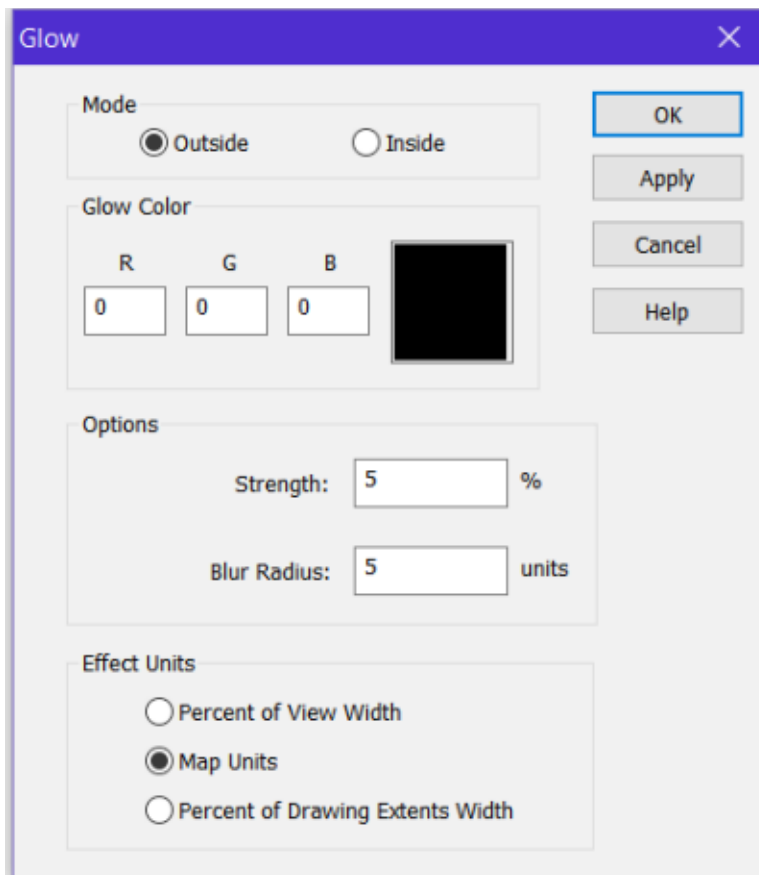 Glow
Mode
Outside Inside
OK
Apply
Glow Color
R G B
0 0 0
Cancel
Help
Options
Strength: 5 %
Blur Radius: 5 units
Effect Units
Percent of View Width
Map Units
Percent of Drawing Extents Width